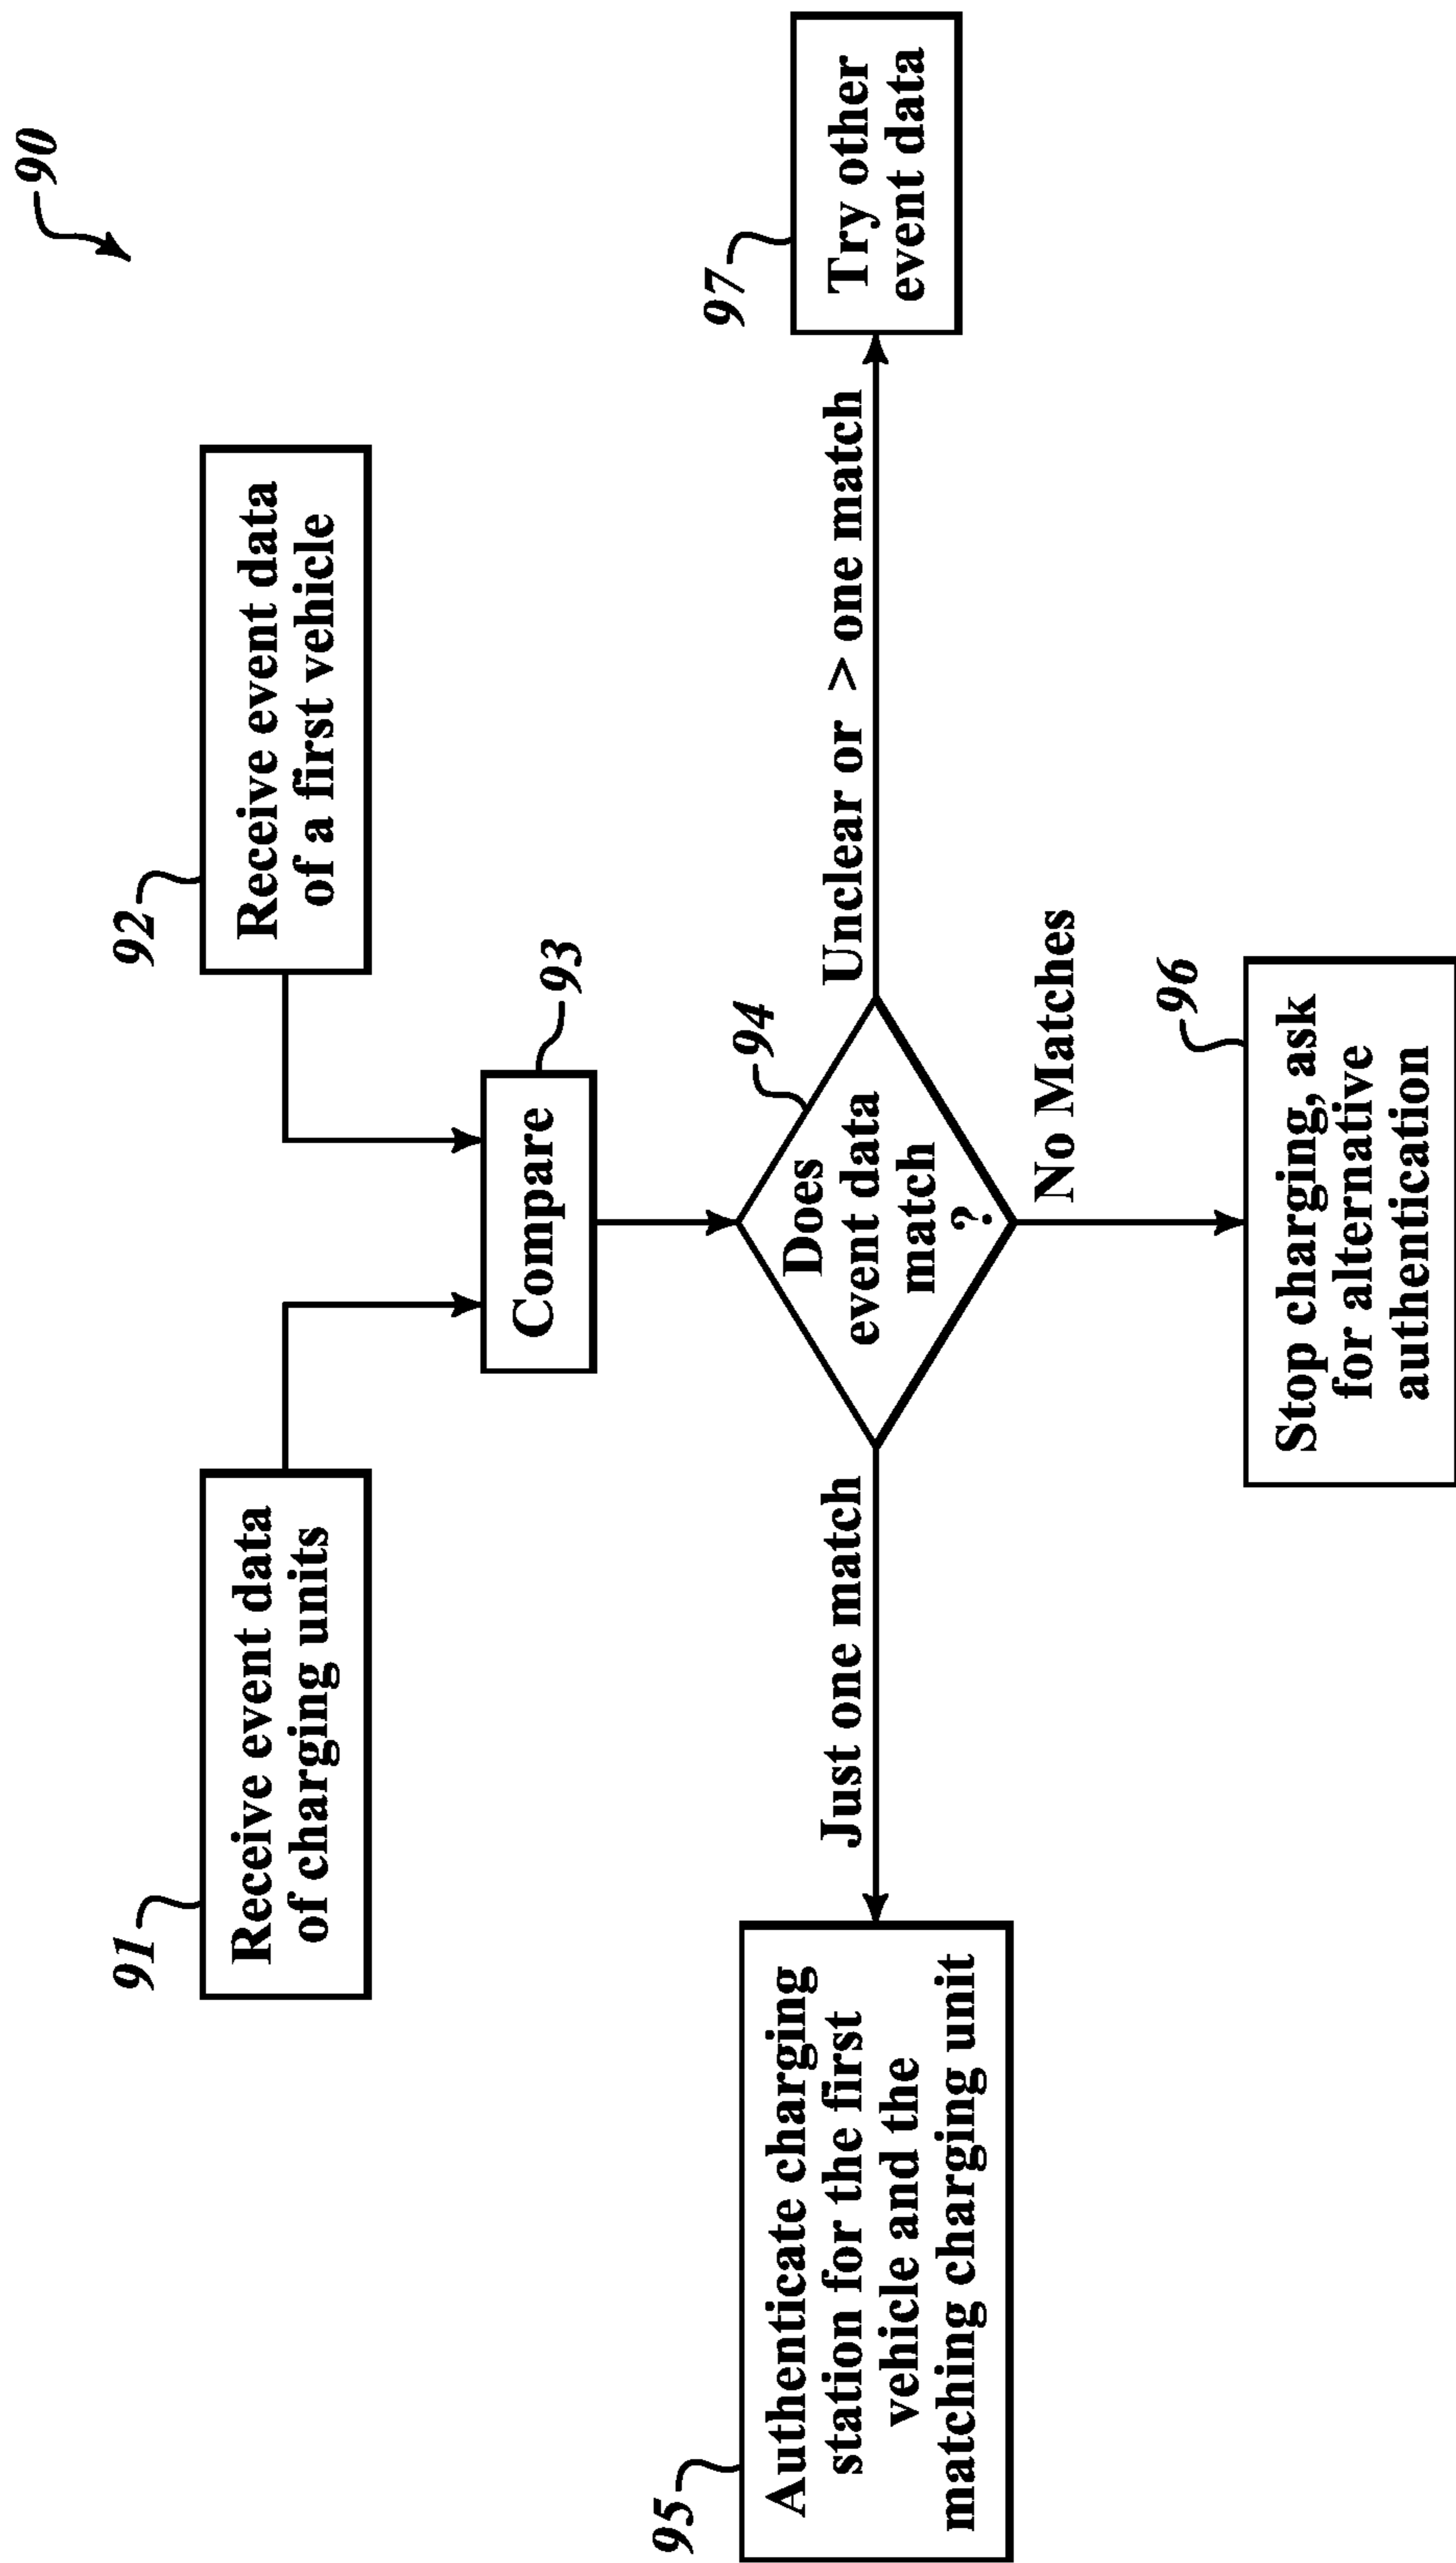 90
91
Receive event data
of charging units
92
Receive event data
of a first vehicle
Compare
93
94
Does
event data
match
?
Just one match
Unclear or > one match
No Matches
95
Authenticate charging
station for the first
vehicle and the
matching charging unit
96
Stop charging, ask
for alternative
authentication
97
Try other
event data